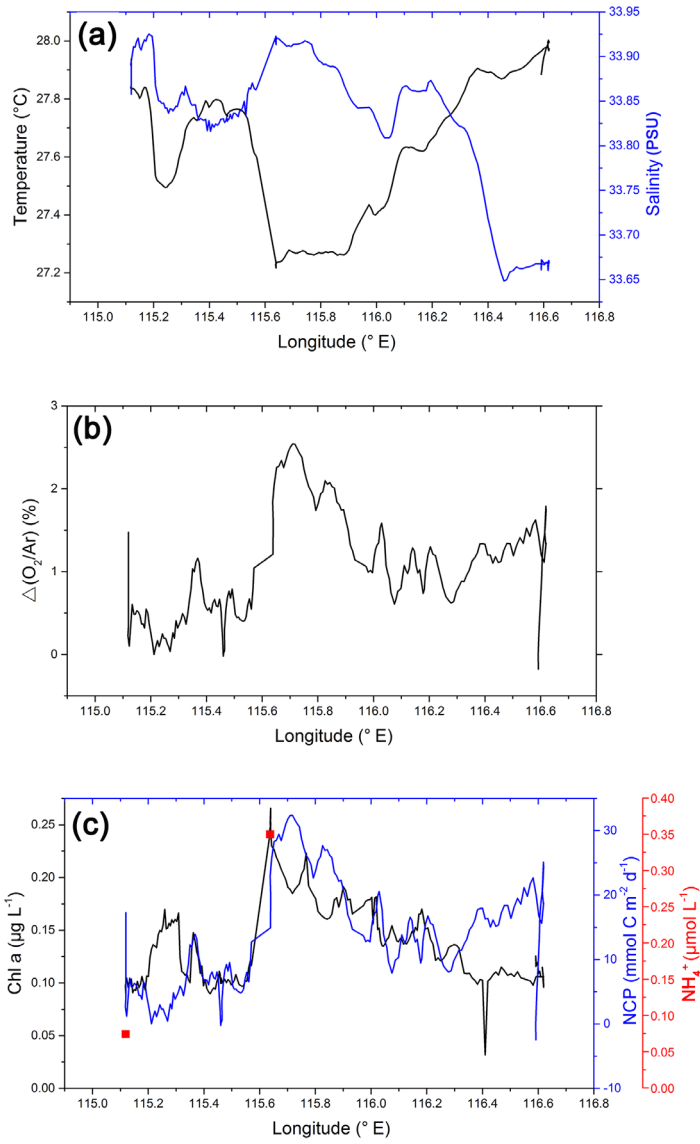 (a)
28.0
27.8
27.6
27.4
27.2
Temperature (°C)
33.95
33.90
33.85
33.80
33.75
33.70
33.65
Salinity (PSU)
115.0 115.2 115.4 115.6 115.8 116.0 116.2 116.4 116.6 116.8
Longitude (° E)
(b)
3
2
1
0
△(O₂/Ar) (%)
115.0 115.2 115.4 115.6 115.8 116.0 116.2 116.4 116.6 116.8
Longitude (° E)
(c)
0.25
0.20
0.15
0.10
0.05
0.00
Chl a (µg L⁻¹)
30
20
10
0
-10
NCP (mmol C m⁻² d⁻¹)
0.40
0.35
0.30
0.25
0.20
0.15
0.10
0.05
0.00
NH₄⁺ (µmol L⁻¹)
115.0 115.2 115.4 115.6 115.8 116.0 116.2 116.4 116.6 116.8
Longitude (° E)